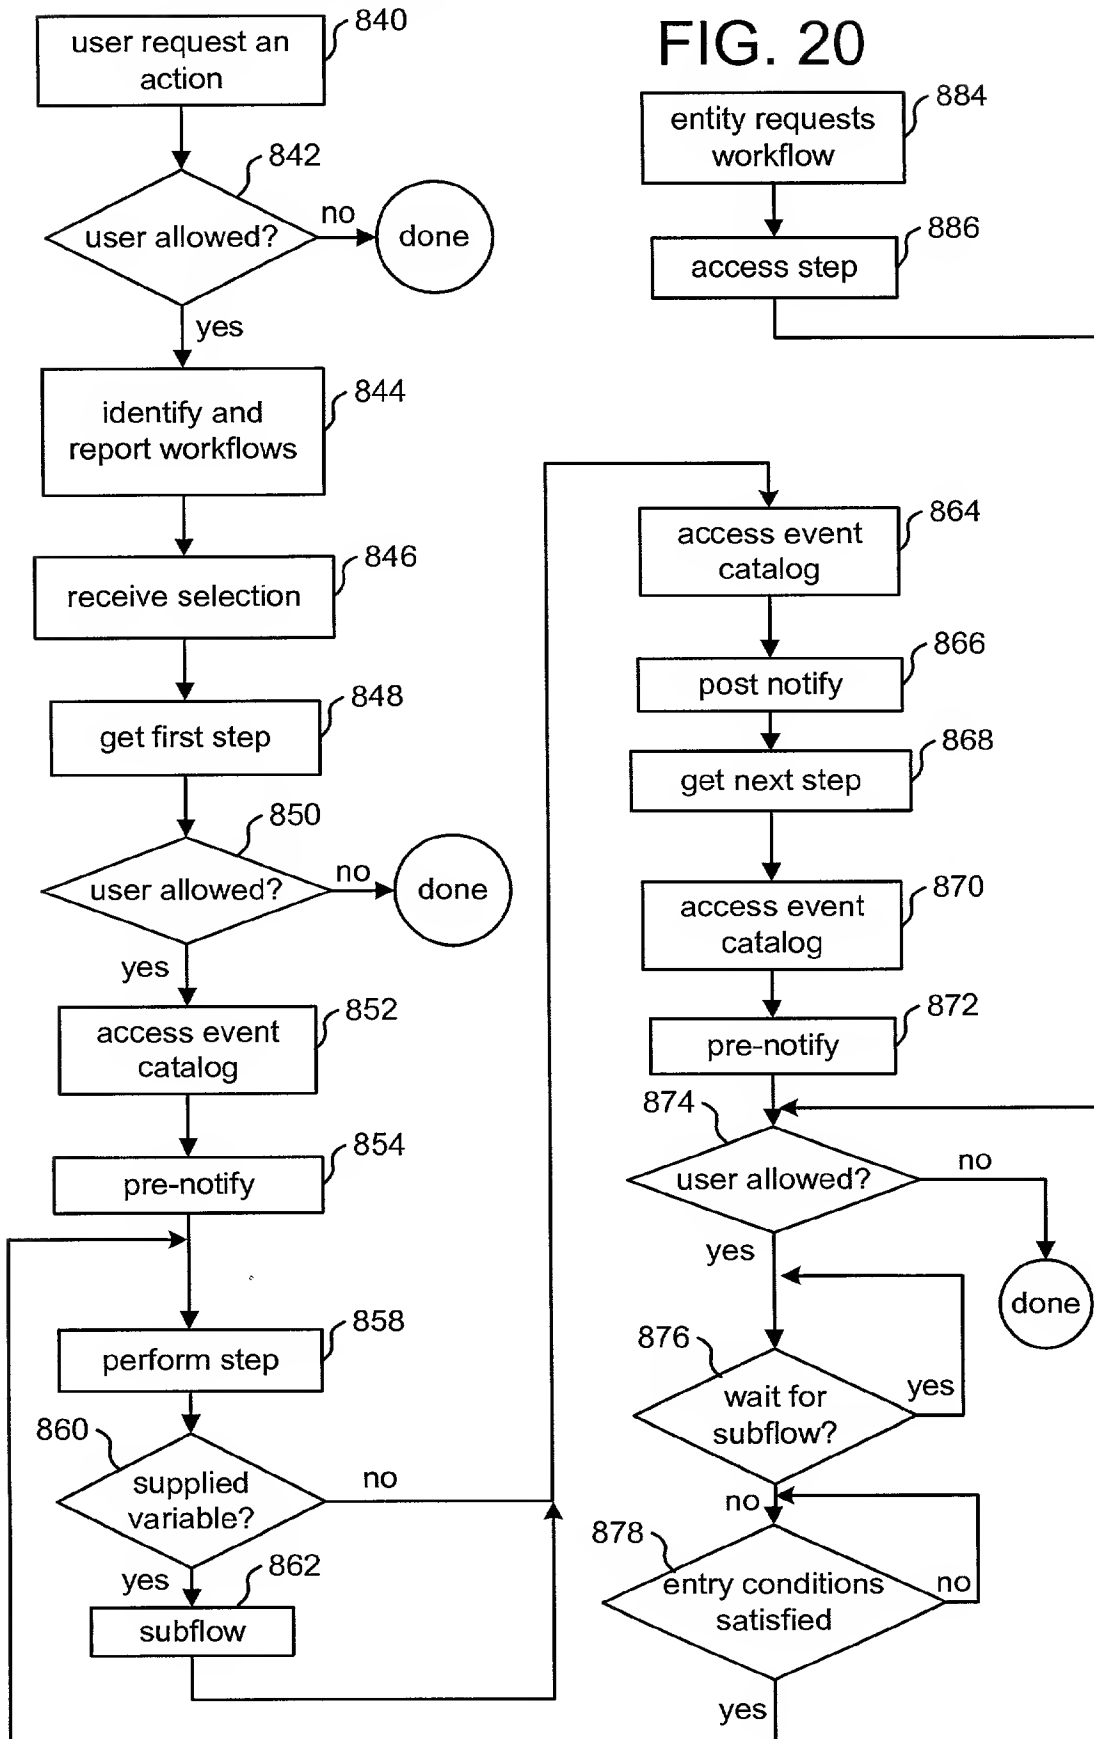 FIG. 20
840
user request an
action
842
user allowed?
no
done
yes
844
identify and
report workflows
846
receive selection
848
get first step
850
user allowed?
no
done
yes
852
access event
catalog
854
pre-notify
858
perform step
860
supplied
variable?
no
yes
862
subflow
884
entity requests
workflow
886
access step
864
access event
catalog
866
post notify
868
get next step
870
access event
catalog
872
pre-notify
874
user allowed?
no
done
yes
876
wait for
subflow?
yes
no
878
entry conditions
satisfied
no
yes